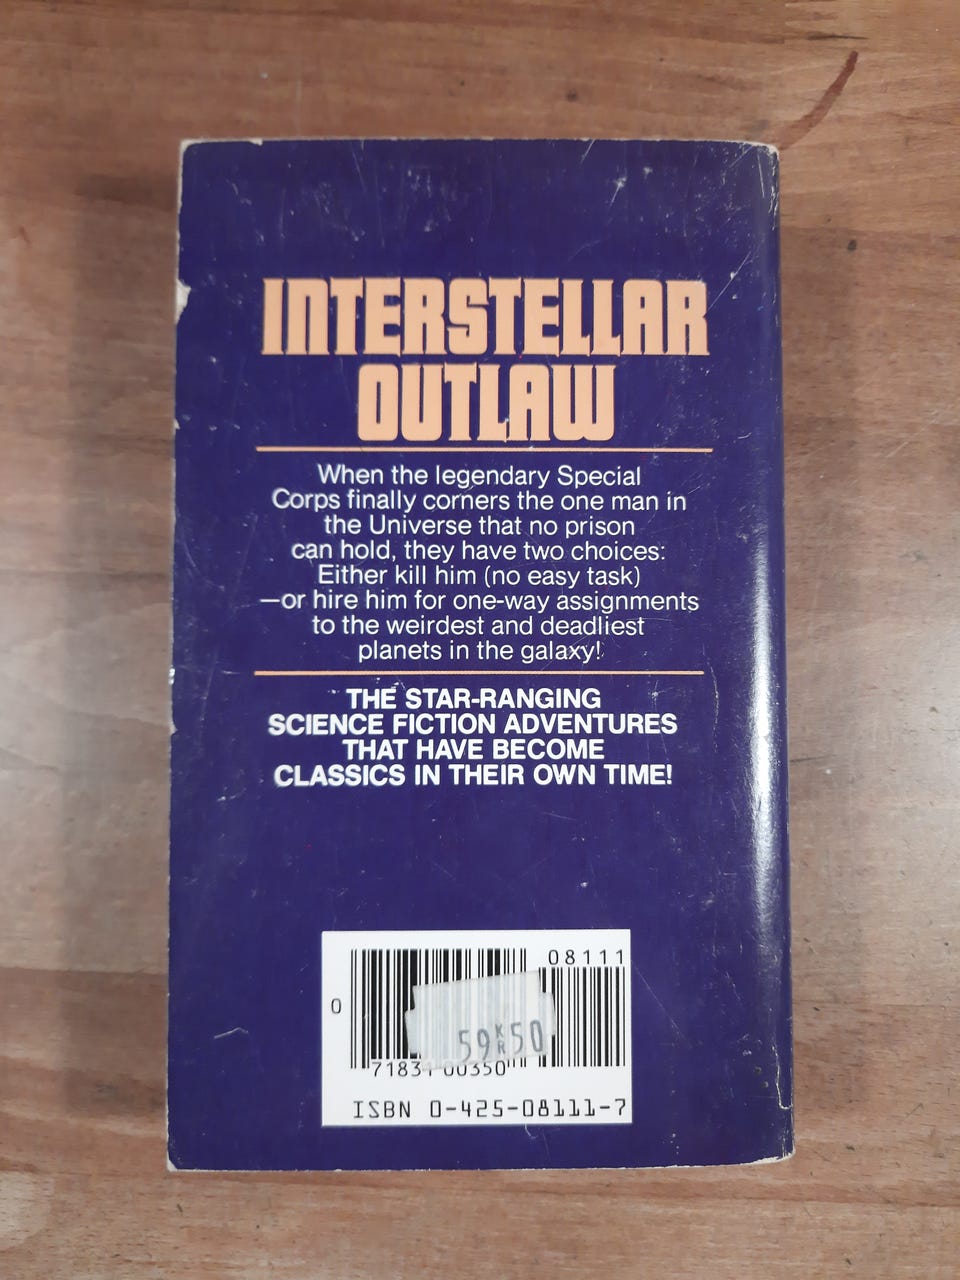 INTERSTELLAR
OUTLAW
When the legendary Special
Corps finally corners the one man in
the Universe that no prison
can hold, they have two choices:
Either kill him (no easy task)
—or hire him for one-way assignments
to the weirdest and deadliest
planets in the galaxy!
THE STAR-RANGING
SCIENCE FICTION ADVENTURES
THAT HAVE BECOME
CLASSICS IN THEIR OWN TIME!
08111
0
59 KR 50
71831 00350
ISBN 0-425-08111-7